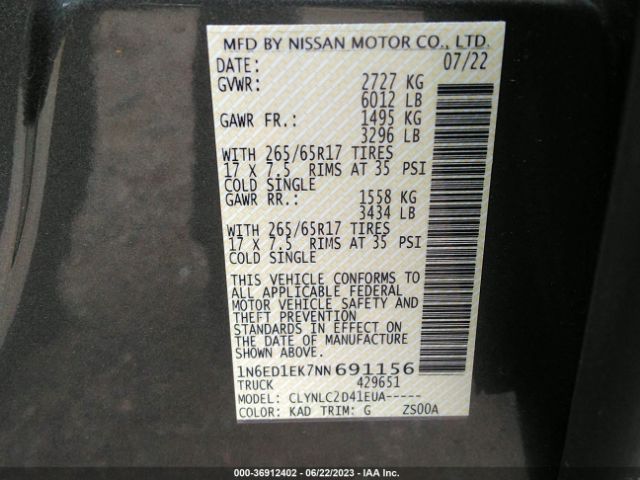 MFD BY NISSAN MOTOR CO., LTD.
DATE: 07/22
GVWR: 2727 KG
6012 LB
GAWR FR.: 1495 KG
3296 LB
WITH 265/65R17 TIRES
17 X 7.5 RIMS AT 35 PSI
COLD SINGLE
GAWR RR.: 1558 KG
3434 LB
WITH 265/65R17 TIRES
17 X 7.5 RIMS AT 35 PSI
COLD SINGLE
THIS VEHICLE CONFORMS TO
ALL APPLICABLE FEDERAL
MOTOR VEHICLE SAFETY AND
THEFT PREVENTION
STANDARDS IN EFFECT ON
THE DATE OF MANUFACTURE
SHOWN ABOVE.
1N6ED1EK7NN691156
TRUCK 429651
MODEL: CLYNLC2D41EUA-----
COLOR: KAD TRIM: G ZS00A
000-36912402 - 06/22/2023 - IAA Inc.